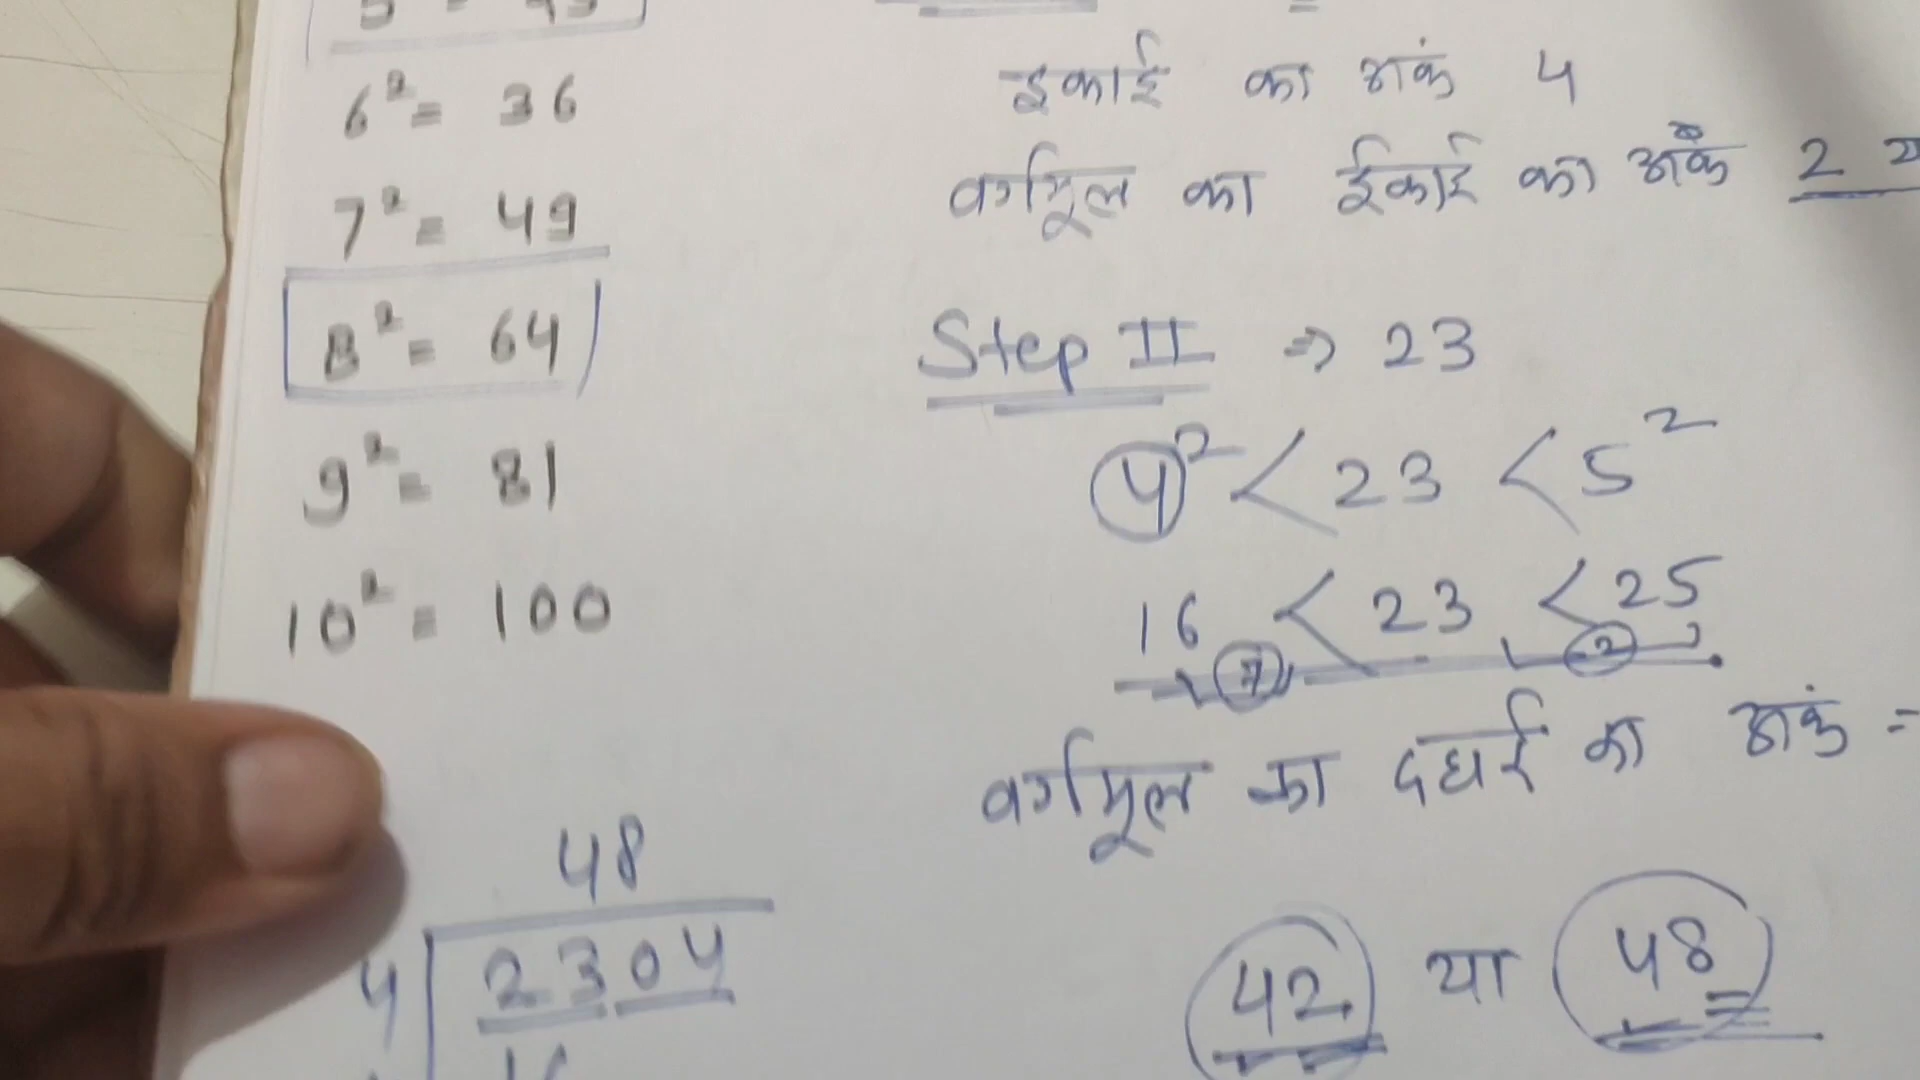 6² = 36
7² = 49
8² = 64
9² = 81
10² = 100
48
4 2304
16
इकाई का अंक 4
वर्गमूल का ईकाई का अंक 2
Step II ⇒ 23
4² < 23 < 5²
16 < 23 < 25
7 2
वर्गमूल का दहाई का अंक =
42 या 48